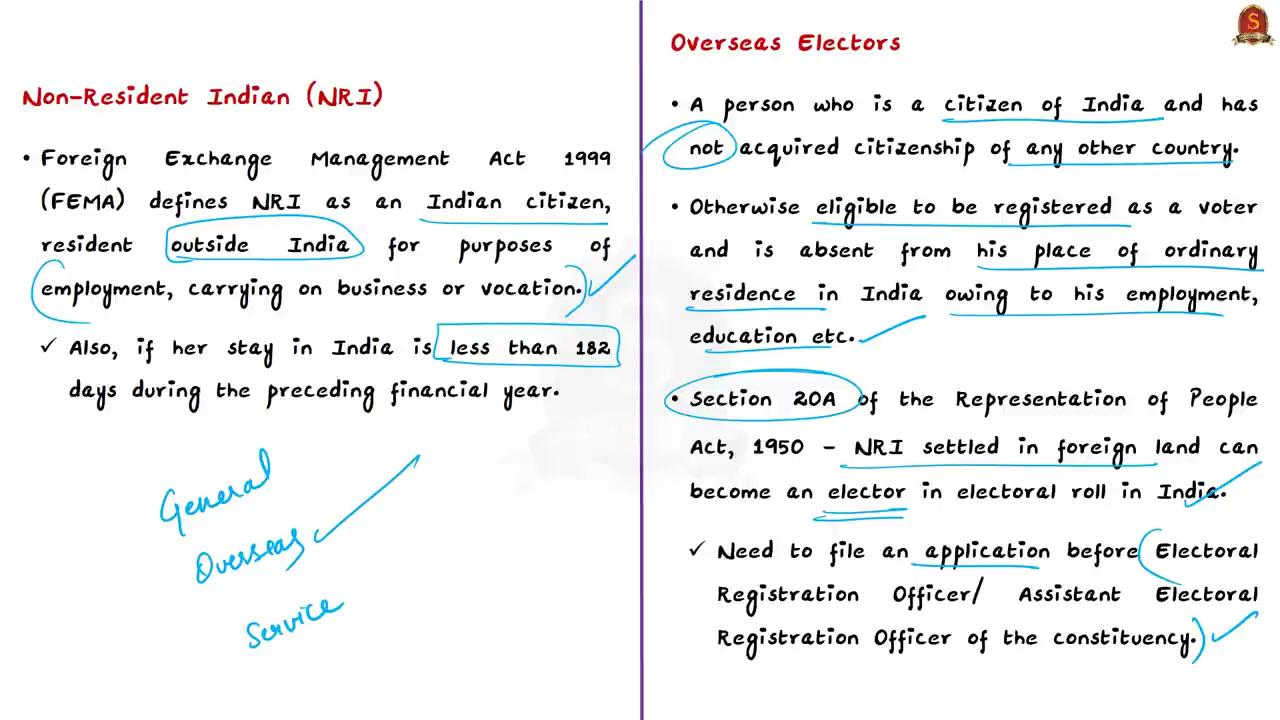 Non-Resident Indian (NRI)
• Foreign Exchange Management Act 1999
(FEMA) defines NRI as an Indian citizen,
resident outside India for purposes of
employment, carrying on business or vocation.
✓ Also, if her stay in India is less than 182
days during the preceding financial year.
General
Overseas
Service
Overseas Electors
• A person who is a citizen of India and has
not acquired citizenship of any other country.
• Otherwise eligible to be registered as a voter
and is absent from his place of ordinary
residence in India owing to his employment,
education etc.
• Section 20A of the Representation of People
Act, 1950 – NRI settled in foreign land can
become an elector in electoral roll in India.
✓ Need to file an application before Electoral
Registration Officer/ Assistant Electoral
Registration Officer of the constituency.
S